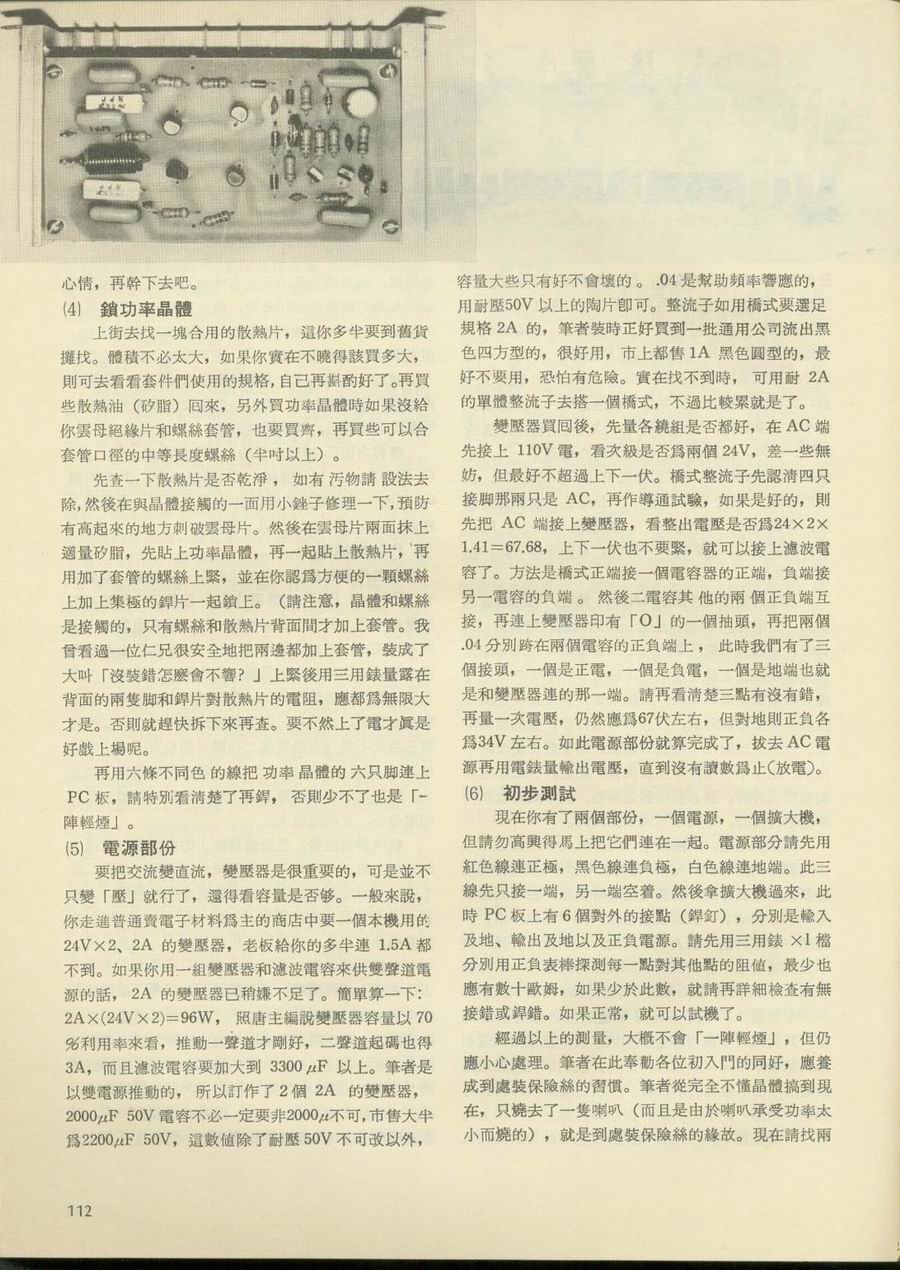 心情，再幹下去吧。
(4) 鎖功率晶體
上街去找一塊合用的散熱片，這你多半要到舊貨
攤找。體積不必太大，如果你實在不曉得該買多大，
則可去看看套件們使用的規格，自己再斟酌好了。再買
些散熱油（矽脂）囘來，另外買功率晶體時如果沒給
你雲母絕緣片和螺絲套管，也要買齊，再買些可以合
套管口徑的中等長度螺絲（半吋以上）。
先查一下散熱片是否乾淨，如有汚物請設法去
除，然後在與晶體接觸的一面用小銼子修理一下，預防
有高起來的地方刺破雲母片。然後在雲母片兩面抹上
適量矽脂，先貼上功率晶體，再一起貼上散熱片，再
用加了套管的螺絲上緊，並在你認爲方便的一顆螺絲
上加上集極的銲片一起鎖上。（請注意，晶體和螺絲
是接觸的，只有螺絲和散熱片背面間才加上套管。我
曾看過一位仁兄很安全地把兩邊都加上套管，裝成了
大叫「沒裝錯怎麽會不響？」上緊後用三用錶量露在
背面的兩隻脚和銲片對散熱片的電阻，應都爲無限大
才是。否則就趕快拆下來再查。要不然上了電才眞是
好戲上場呢。
再用六條不同色的線把功率晶體的六只脚連上
PC 板，請特別看淸楚了再銲，否則少不了也是「一
陣輕煙」。
(5) 電源部份
要把交流變直流，變壓器是很重要的，可是並不
只變「壓」就行了，還得看容量是否够。一般來說，
你走進普通賣電子材料爲主的商店中要一個本機用的
24V×2、2A 的變壓器，老板給你的多半連 1.5A 都
不到。如果你用一組變壓器和濾波電容來供雙聲道電
源的話，2A 的變壓器已稍嫌不足了。簡單算一下：
2A×(24V×2)=96W，照唐主編說變壓器容量以 70
%利用率來看，推動一聲道才剛好，二聲道起碼也得
3A，而且濾波電容要加大到 3300μF 以上。筆者是
以雙電源推動的，所以訂作了 2 個 2A 的變壓器，
2000μF 50V 電容不必一定要非2000μ不可，市售大半
爲2200μF 50V，這數値除了耐壓 50V 不可改以外，
容量大些只有好不會壞的。.04 是幫助頻率響應的，
用耐壓50V 以上的陶片卽可。整流子如用橋式要選足
規格 2A 的，筆者裝時正好買到一批通用公司流出黑
色四方型的，很好用，市上都售 1A 黑色圓型的，最
好不要用，恐怕有危險。實在找不到時，可用耐 2A
的單體整流子去搭一個橋式，不過比較累就是了。
變壓器買囘後，先量各繞組是否都好，在 AC 端
先接上 110V 電，看次級是否爲兩個 24V，差一些無
妨，但最好不超過上下一伏。橋式整流子先認淸四只
接脚那兩只是 AC，再作導通試驗，如果是好的，則
先把 AC 端接上變壓器，看整出電壓是否爲24×2×
1.41=67.68，上下一伏也不要緊，就可以接上濾波電
容了。方法是橋式正端接一個電容器的正端，負端接
另一電容的負端。然後二電容其他的兩個正負端互
接，再連上變壓器印有「O」的一個抽頭，再把兩個
.04 分別跨在兩個電容的正負端上，此時我們有了三
個接頭，一個是正電，一個是負電，一個是地端也就
是和變壓器連的那一端。請再看淸楚三點有沒有錯，
再量一次電壓，仍然應爲67伏左右，但對地則正負各
爲34V 左右。如此電源部份就算完成了，拔去 AC 電
源再用電錶量輸出電壓，直到沒有讀數爲止(放電)。
(6) 初步測試
現在你有了兩個部份，一個電源，一個擴大機，
但請勿高興得馬上把它們連在一起。電源部分請先用
紅色線連正極，黑色線連負極，白色線連地端。此三
線先只接一端，另一端空着。然後拿擴大機過來，此
時 PC 板上有 6 個對外的接點（銲釘），分別是輸入
及地、輸出及地以及正負電源。請先用三用錶 ×1 檔
分別用正負表棒探測每一點對其他點的阻値，最少也
應有數十歐姆，如果少於此數，就請再詳細檢查有無
接錯或銲錯。如果正常，就可以試機了。
經過以上的測量，大槪不會「一陣輕煙」，但仍
應小心處理。筆者在此奉勸各位初入門的同好，應養
成到處裝保險絲的習慣。筆者從完全不懂晶體搞到現
在，只燒去了一隻喇叭（而且是由於喇叭承受功率太
小而燒的），就是到處裝保險絲的緣故。現在請找兩
112